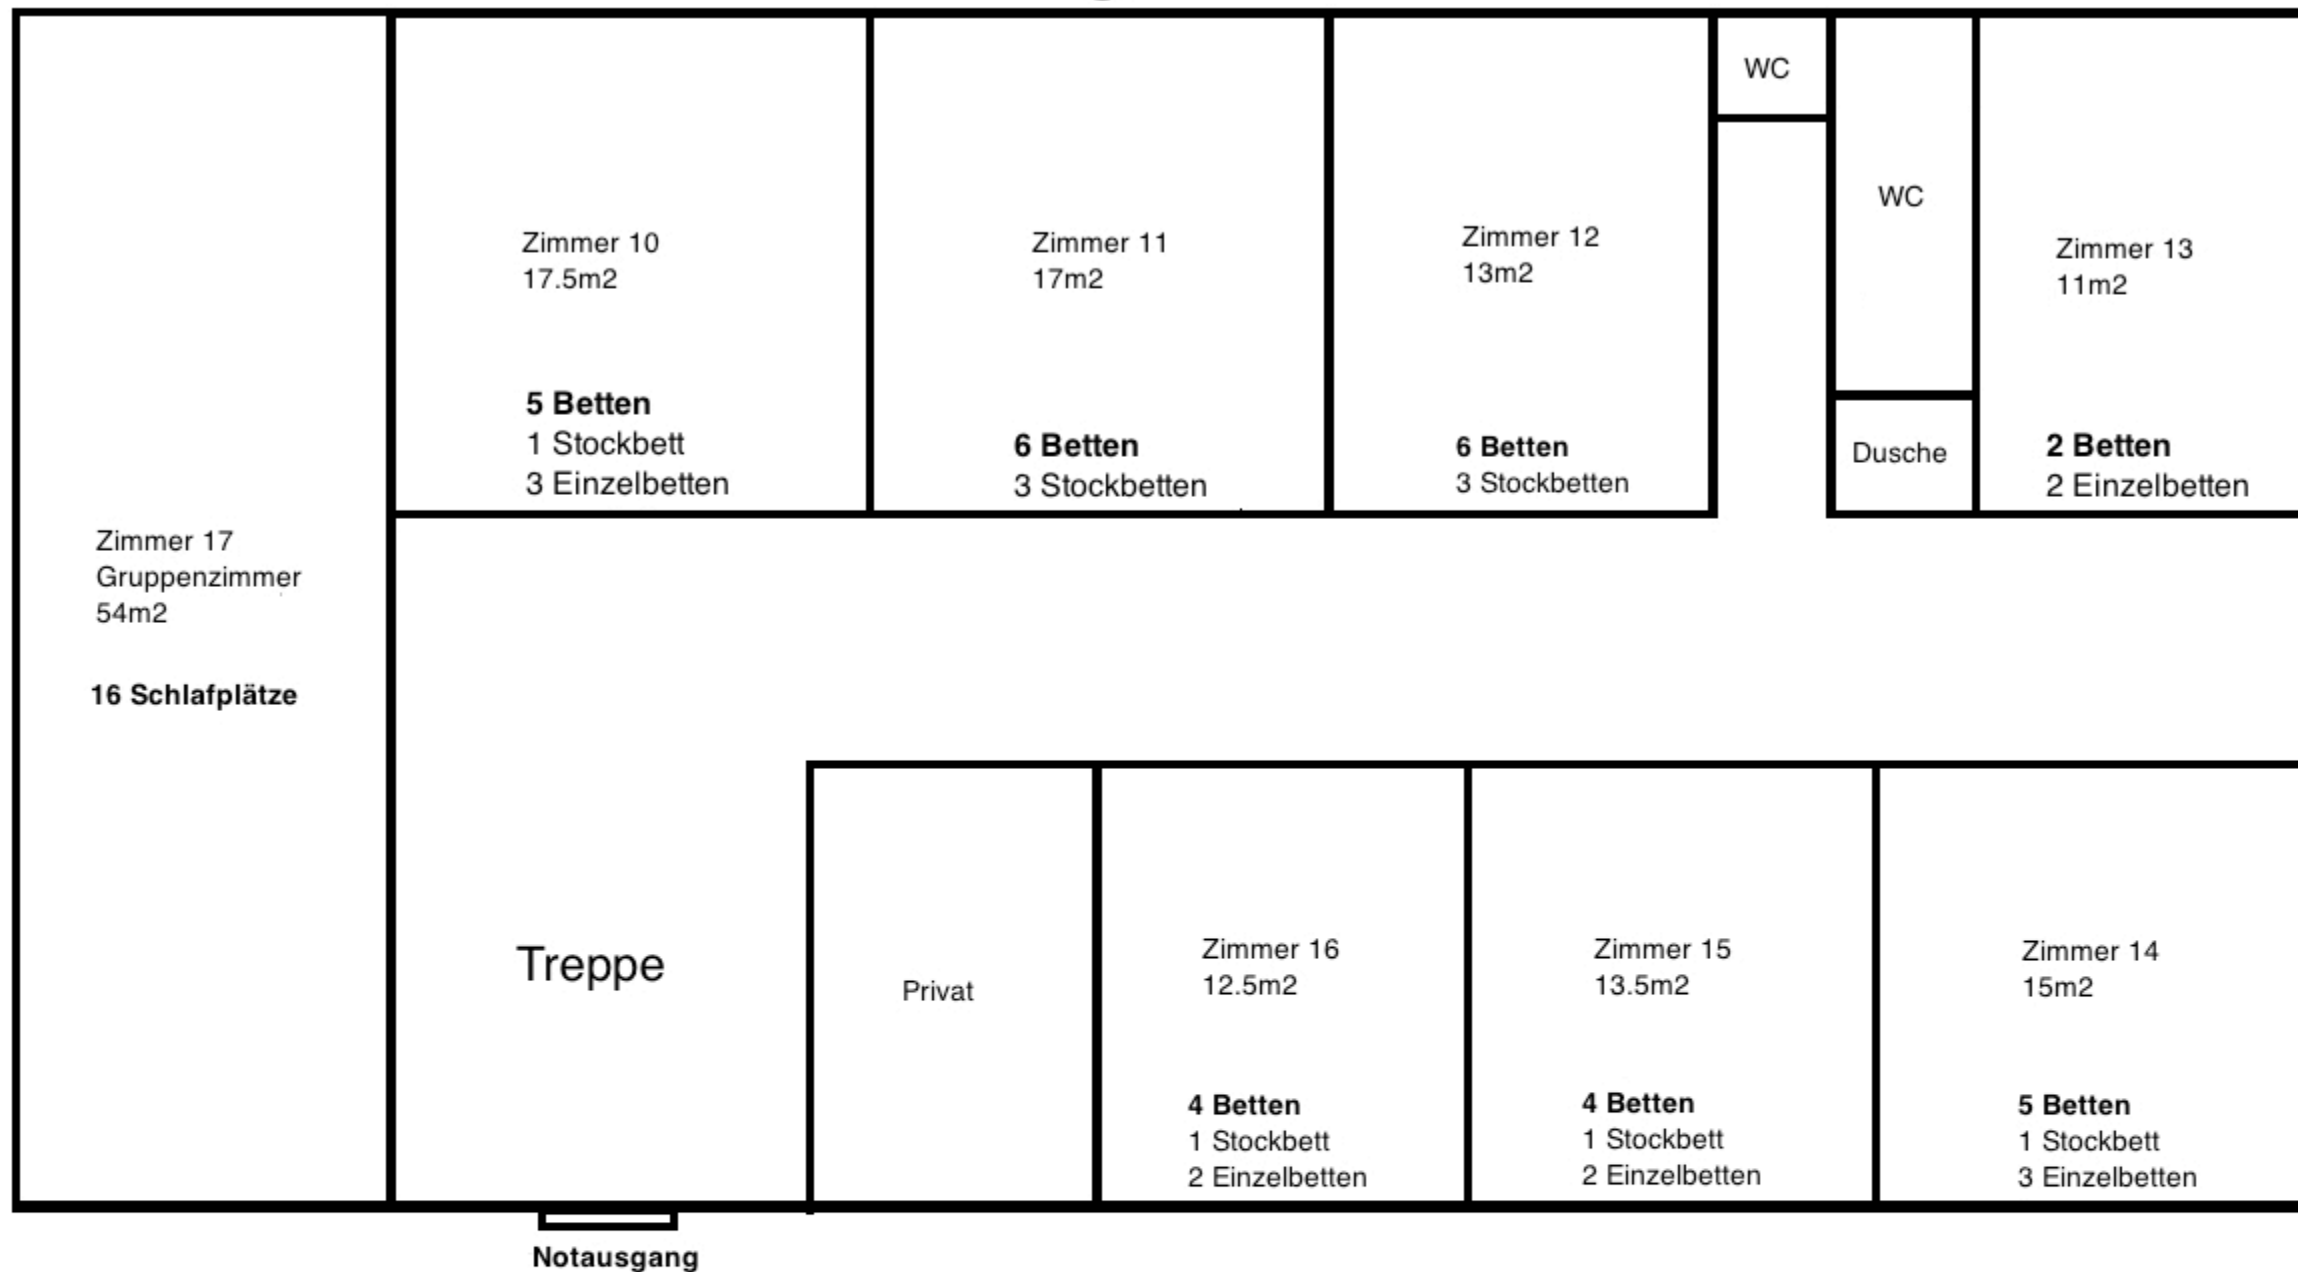 WC
WC
Zimmer 10
17.5m2
Zimmer 11
17m2
Zimmer 12
13m2
Zimmer 13
11m2
5 Betten
1 Stockbett
3 Einzelbetten
6 Betten
3 Stockbetten
6 Betten
3 Stockbetten
Dusche
2 Betten
2 Einzelbetten
Zimmer 17
Gruppenzimmer
54m2
16 Schlafplätze
Treppe
Privat
Zimmer 16
12.5m2
Zimmer 15
13.5m2
Zimmer 14
15m2
4 Betten
1 Stockbett
2 Einzelbetten
4 Betten
1 Stockbett
2 Einzelbetten
5 Betten
1 Stockbett
3 Einzelbetten
Notausgang